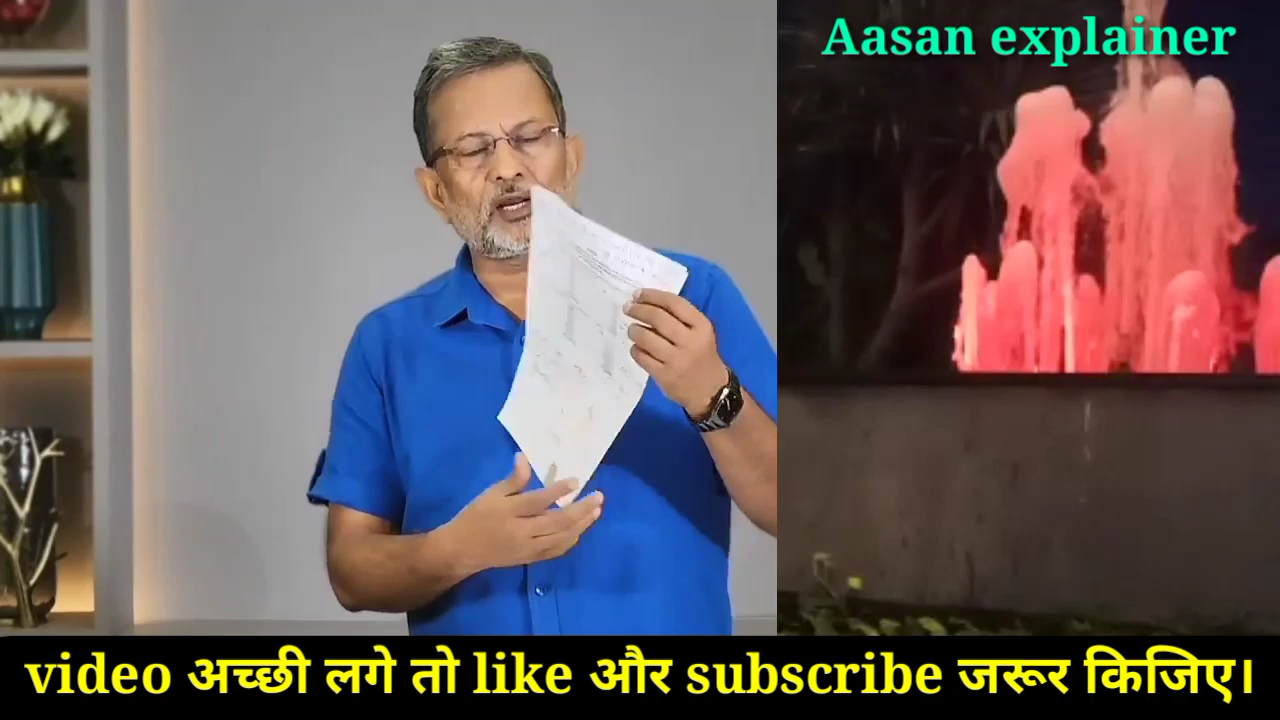 Aasan explainer
video अच्छी लगे तो like और subscribe जरूर किजिए।